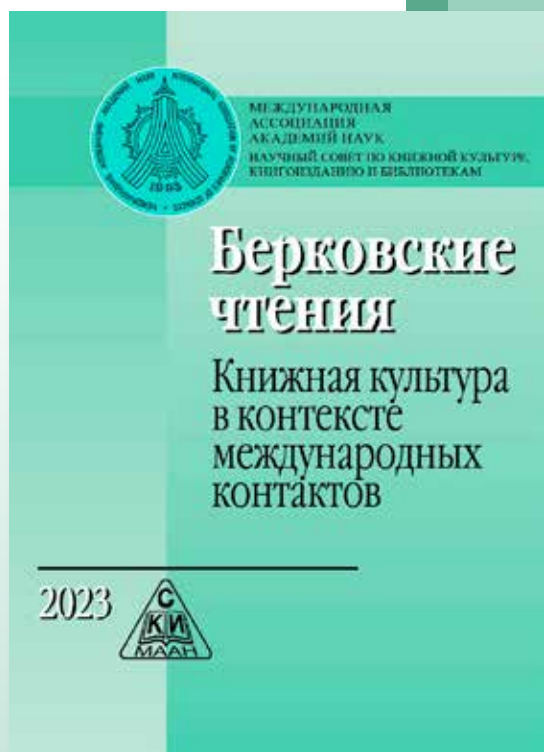 МЕЖДУНАРОДНАЯ
АССОЦИАЦИЯ
АКАДЕМИЙ НАУК
НАУЧНЫЙ СОВЕТ ПО КНИЖНОЙ КУЛЬТУРЕ,
КНИГОИЗДАНИЮ И БИБЛИОТЕКАМ
1993
Берковские
чтения
Книжная культура
в контексте
международных
контактов
2023
С
КИ
МААН